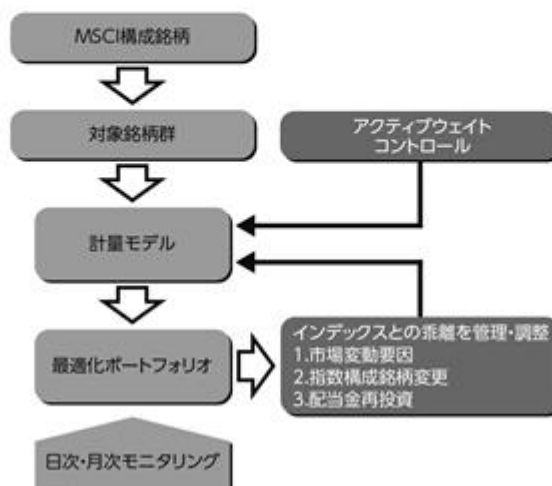 MSCI構成銘柄
対象銘柄群
アクティブウェイト
コントロール
計量モデル
最適化ポートフォリオ
インデックスとの乖離を管理・調整
1.市場変動要因
2.指数構成銘柄変更
3.配当金再投資
日次・月次モニタリング